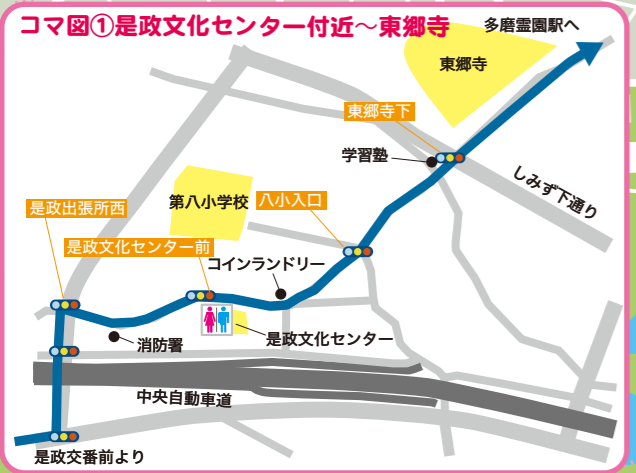 コマ図①是政文化センター付近～東郷寺
多磨霊園駅へ
東郷寺
東郷寺下
学習塾
しみず下通り
第八小学校
八小入口
是政出張所西
是政文化センター前
コインランドリー
消防署
是政文化センター
中央自動車道
是政交番前より